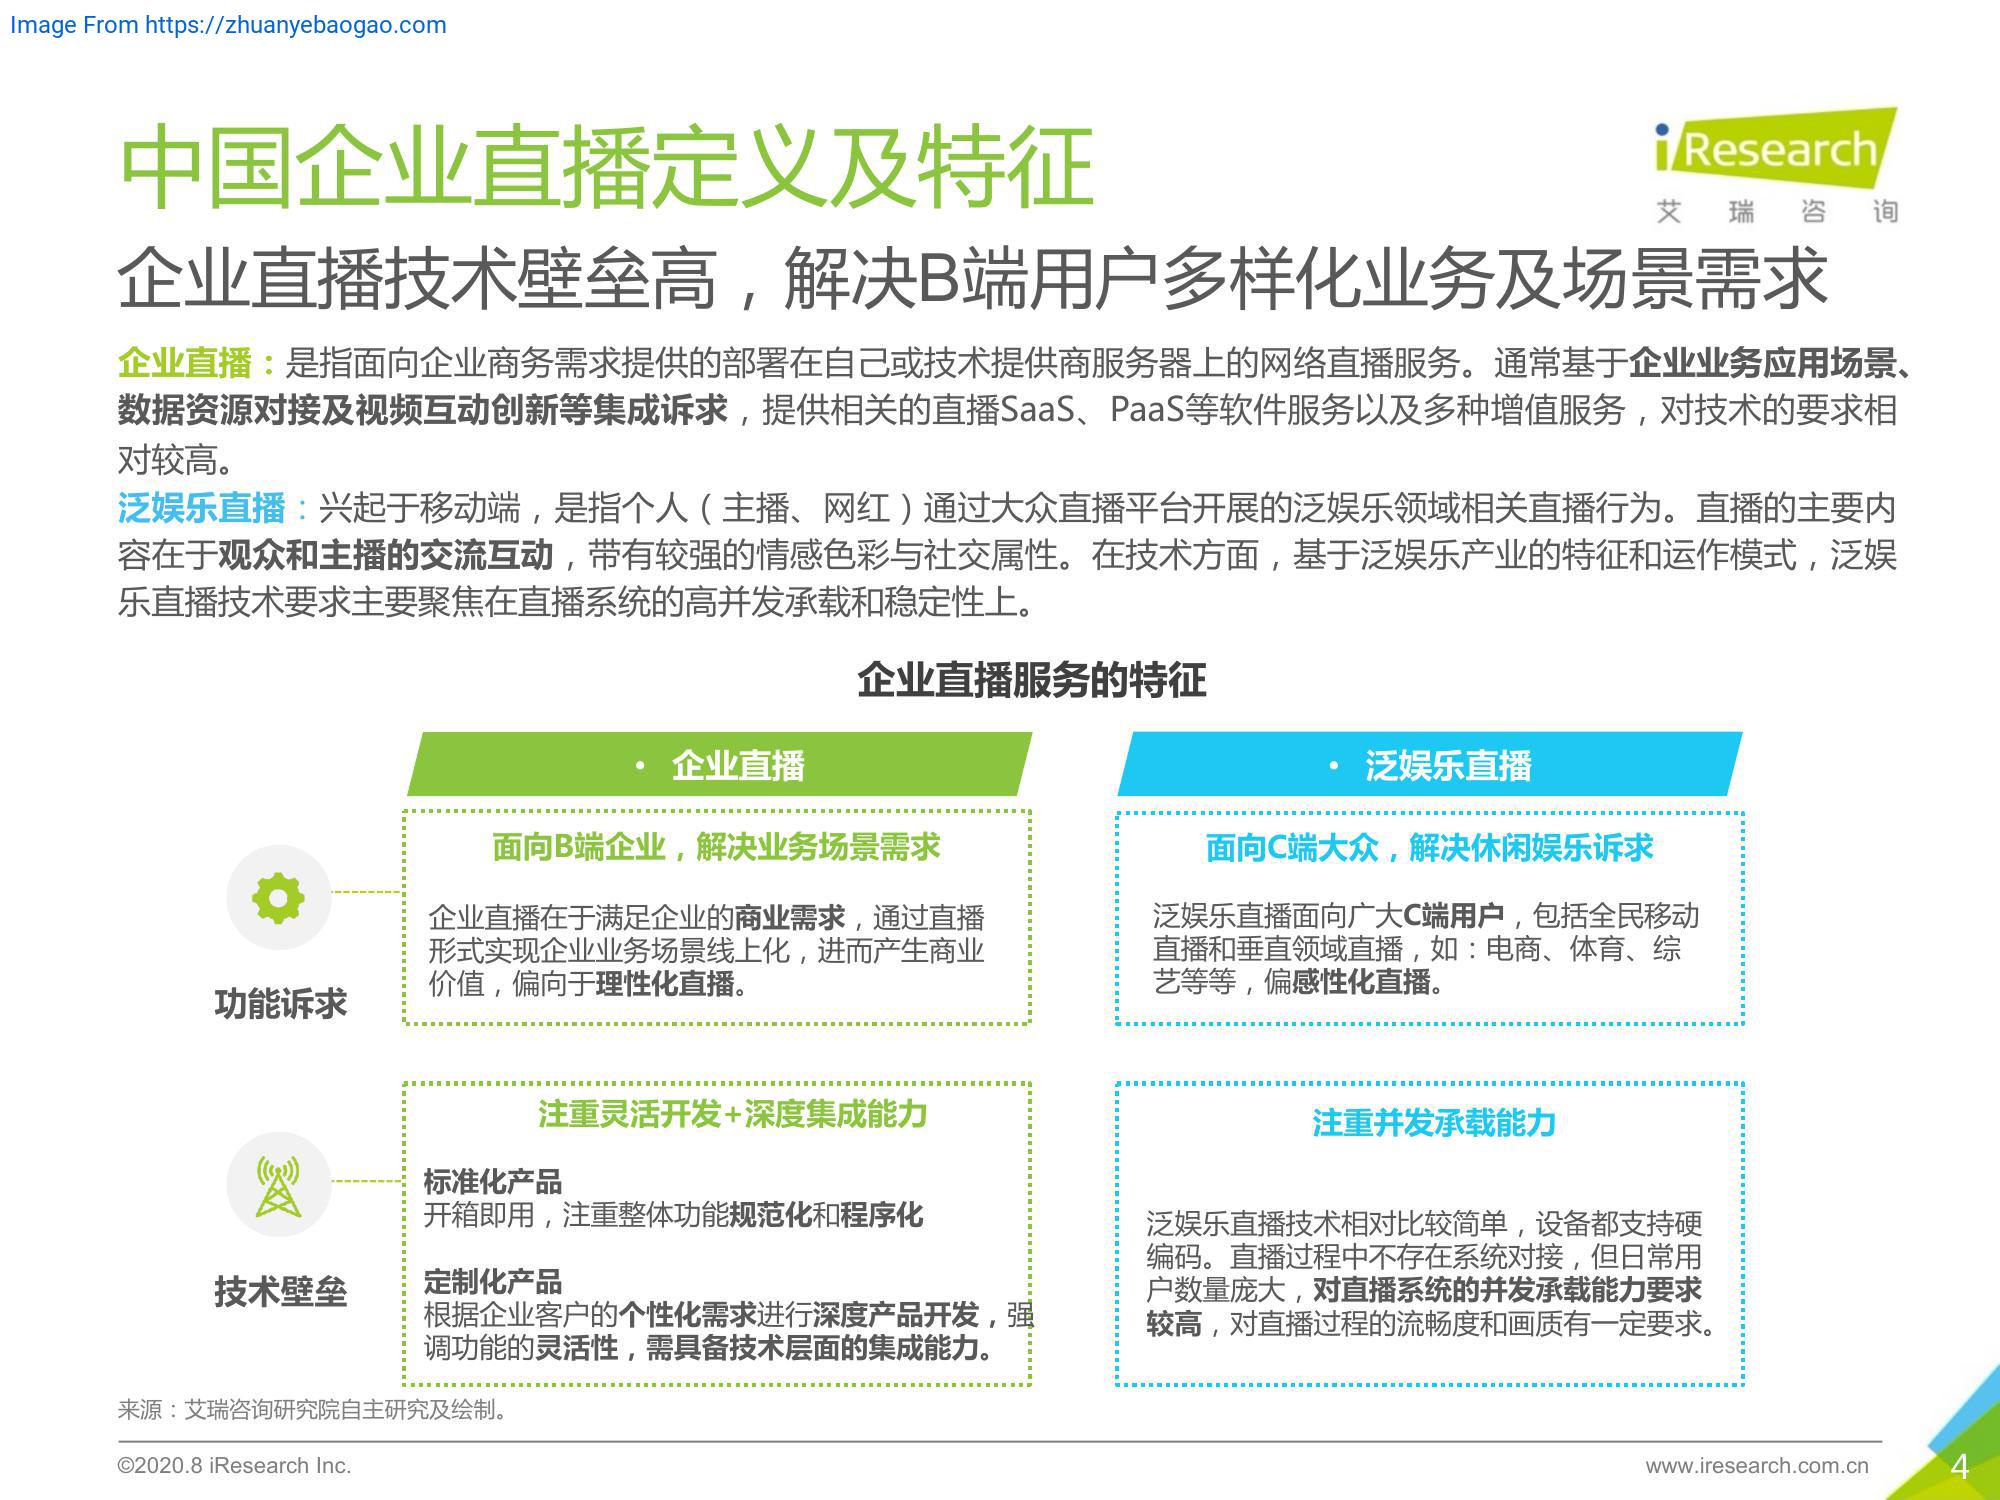 Image From https://zhuanyebaogao.com
中国企业直播定义及特征
iResearch
艾瑞咨询
企业直播技术壁垒高，解决B端用户多样化业务及场景需求
企业直播：是指面向企业商务需求提供的部署在自己或技术提供商服务器上的网络直播服务。通常基于企业业务应用场景、
数据资源对接及视频互动创新等集成诉求，提供相关的直播SaaS、PaaS等软件服务以及多种增值服务，对技术的要求相
对较高。
泛娱乐直播：兴起于移动端，是指个人（主播、网红）通过大众直播平台开展的泛娱乐领域相关直播行为。直播的主要内
容在于观众和主播的交流互动，带有较强的情感色彩与社交属性。在技术方面，基于泛娱乐产业的特征和运作模式，泛娱
乐直播技术要求主要聚焦在直播系统的高并发承载和稳定性上。
企业直播服务的特征
• 企业直播
• 泛娱乐直播
功能诉求
面向B端企业，解决业务场景需求
企业直播在于满足企业的商业需求，通过直播
形式实现企业业务场景线上化，进而产生商业
价值，偏向于理性化直播。
面向C端大众，解决休闲娱乐诉求
泛娱乐直播面向广大C端用户，包括全民移动
直播和垂直领域直播，如：电商、体育、综
艺等等，偏感性化直播。
技术壁垒
注重灵活开发+深度集成能力
标准化产品
开箱即用，注重整体功能规范化和程序化
定制化产品
根据企业客户的个性化需求进行深度产品开发，强
调功能的灵活性，需具备技术层面的集成能力。
注重并发承载能力
泛娱乐直播技术相对比较简单，设备都支持硬
编码。直播过程中不存在系统对接，但日常用
户数量庞大，对直播系统的并发承载能力要求
较高，对直播过程的流畅度和画质有一定要求。
来源：艾瑞咨询研究院自主研究及绘制。
©2020.8 iResearch Inc.
www.iresearch.com.cn
4